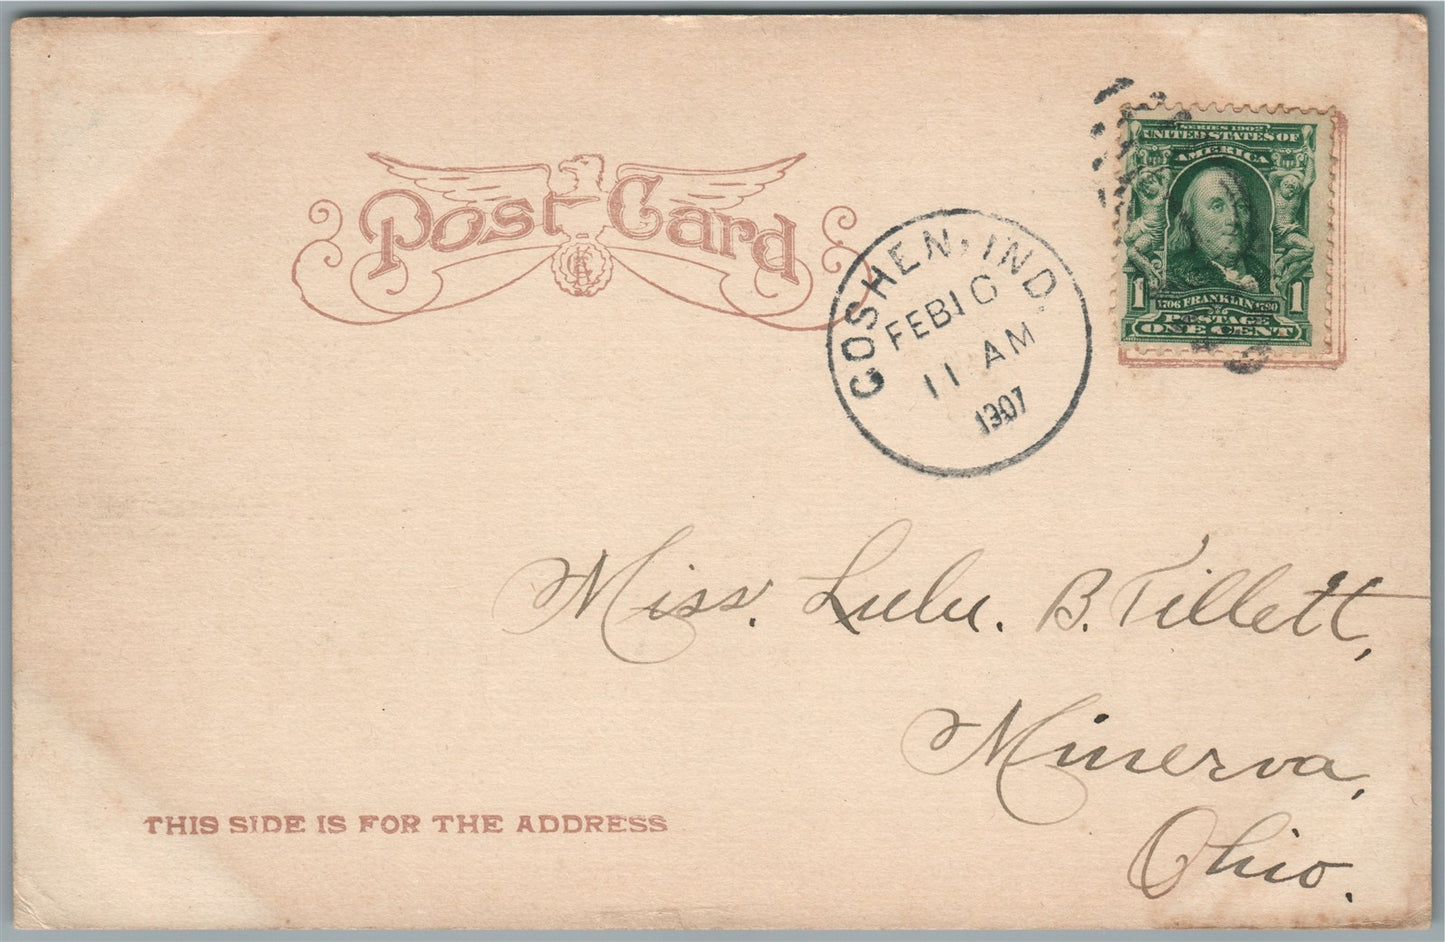 Post Card
GOSHEN, IND.
FEB 10
11 AM
1907
SERIES 1902
UNITED STATES OF
AMERICA
1706 FRANKLIN 1790
1 1
POSTAGE
ONE CENT
Miss. Lulu. B. Tillett,
Minerva,
Ohio.
THIS SIDE IS FOR THE ADDRESS